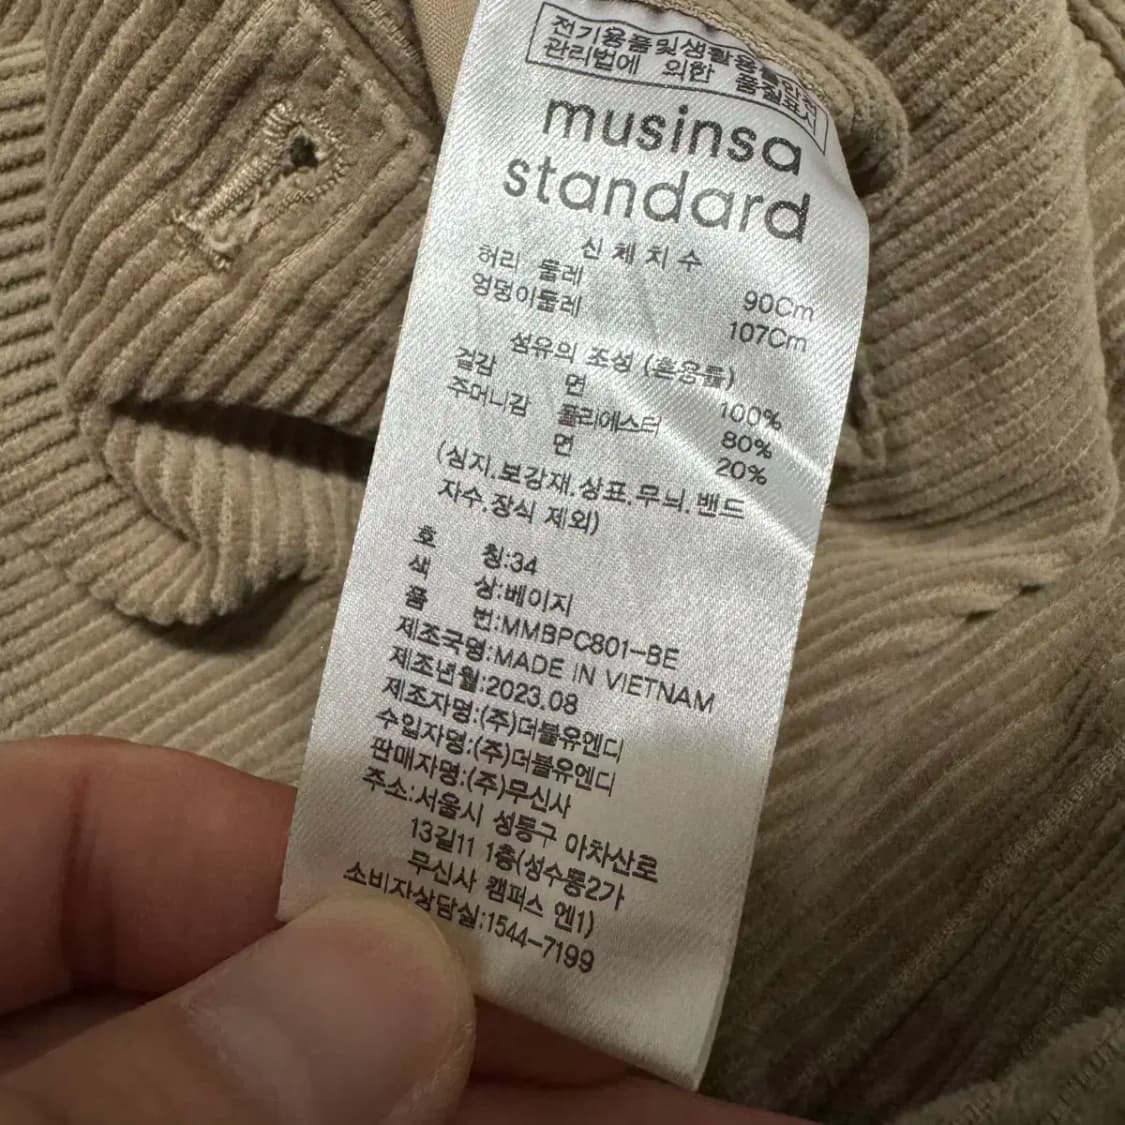 전기용품및생활용품안전
관리법에 의한 품질표시
musinsa
standard
신체치수
허리 둘레 90Cm
엉덩이둘레 107Cm
섬유의 조성 (혼용률)
겉감 면 100%
주머니감 폴리에스터 80%
면 20%
(심지,보강재,상표,무늬,밴드
자수,장식 제외)
호 칭:34
색 상:베이지
품 번:MMBPC801-BE
제조국명:MADE IN VIETNAM
제조년월:2023.08
제조자명:(주)더블유엔디
수입자명:(주)더블유엔디
판매자명:(주)무신사
주소:서울시 성동구 아차산로
13길11 1층(성수동2가
무신사 캠퍼스 엔1)
소비자상담실:1544-7199